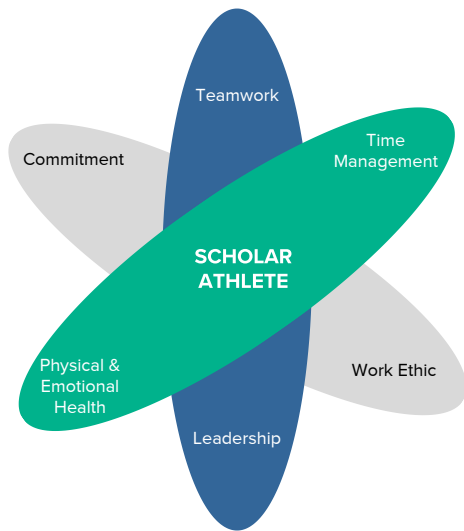 Teamwork
Time
Management
Commitment
SCHOLAR
ATHLETE
Physical &
Emotional
Health
Work Ethic
Leadership